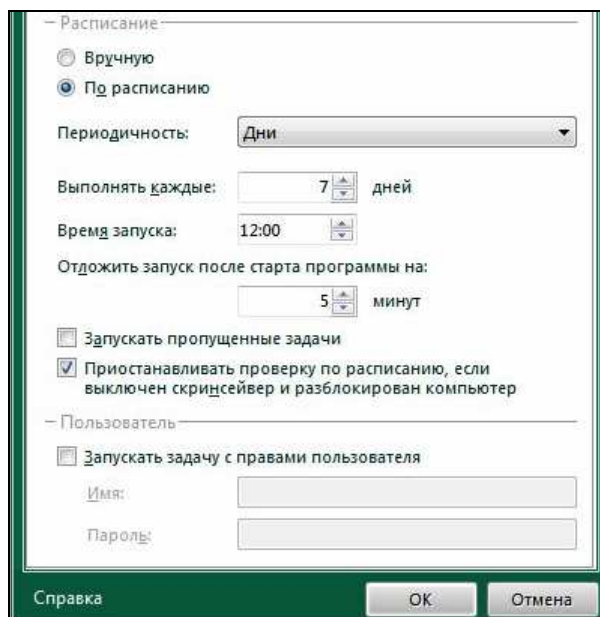 Расписание
Вручную
По расписанию
Периодичность: Дни
Выполнять каждые: 7 дней
Время запуска: 12:00
Отложить запуск после старта программы на:
5 минут
Запускать пропущенные задачи
Приостанавливать проверку по расписанию, если
выключен скринсейвер и разблокирован компьютер
Пользователь
Запускать задачу с правами пользователя
Имя:
Пароль:
Справка OK Отмена